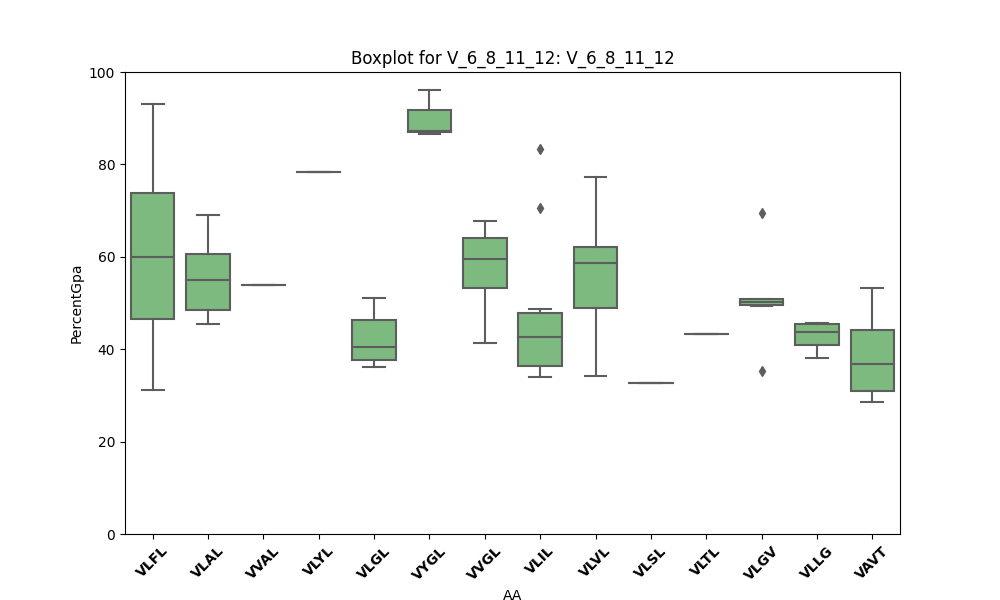 Boxplot for V_6_8_11_12: V_6_8_11_12
100
80
60
40
20
0
PercentGpa
VLFL VLAL VVAL VLYL VLGL VYGL VVGL VLIL VLVL VLSL VLTL VLGV VLLG VAVT
AA